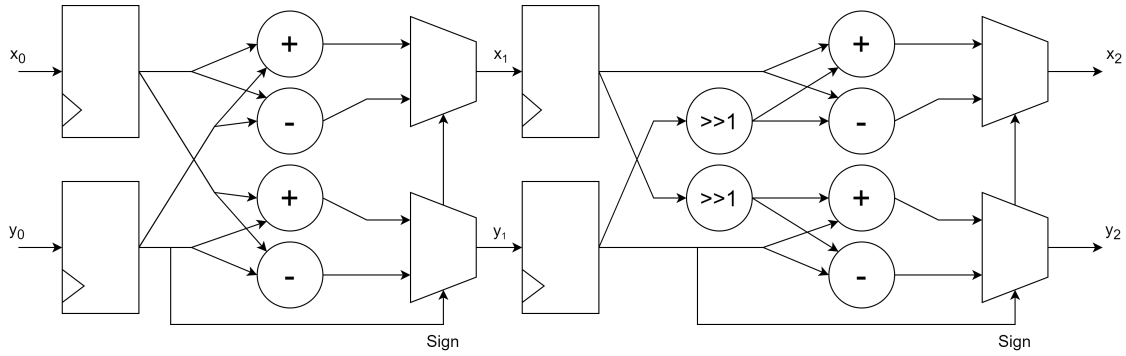 x₀
+
-
x₁
>>1
+
-
x₂
y₀
+
-
y₁
>>1
+
-
y₂
Sign
Sign